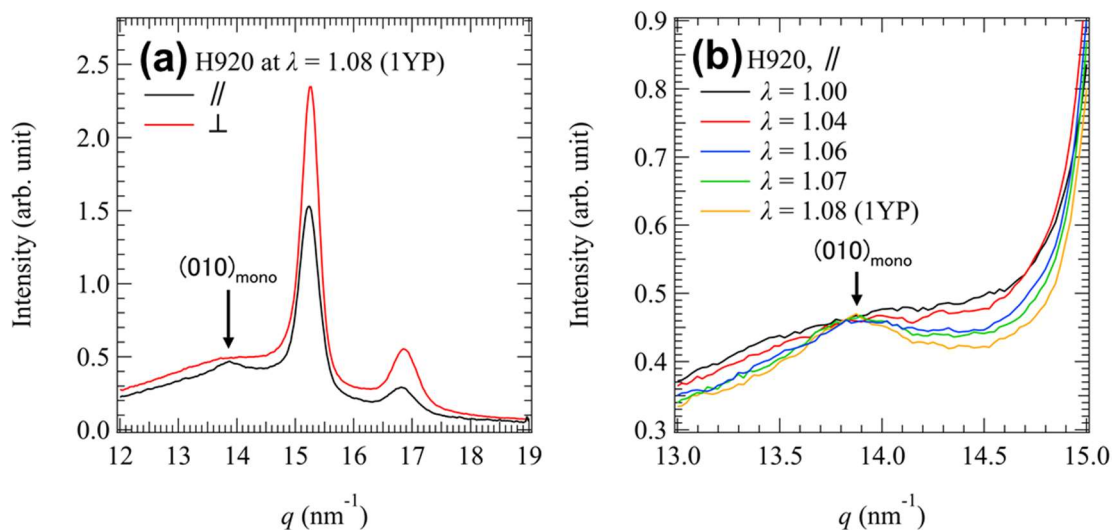 (a) H920 at λ = 1.08 (1YP)
//
⊥
(010)mono
Intensity (arb. unit)
2.5
2.0
1.5
1.0
0.5
0.0
12 13 14 15 16 17 18 19
q (nm⁻¹)
(b) H920, //
λ = 1.00
λ = 1.04
λ = 1.06
λ = 1.07
λ = 1.08 (1YP)
(010)mono
Intensity (arb. unit)
0.9
0.8
0.7
0.6
0.5
0.4
0.3
13.0 13.5 14.0 14.5 15.0
q (nm⁻¹)